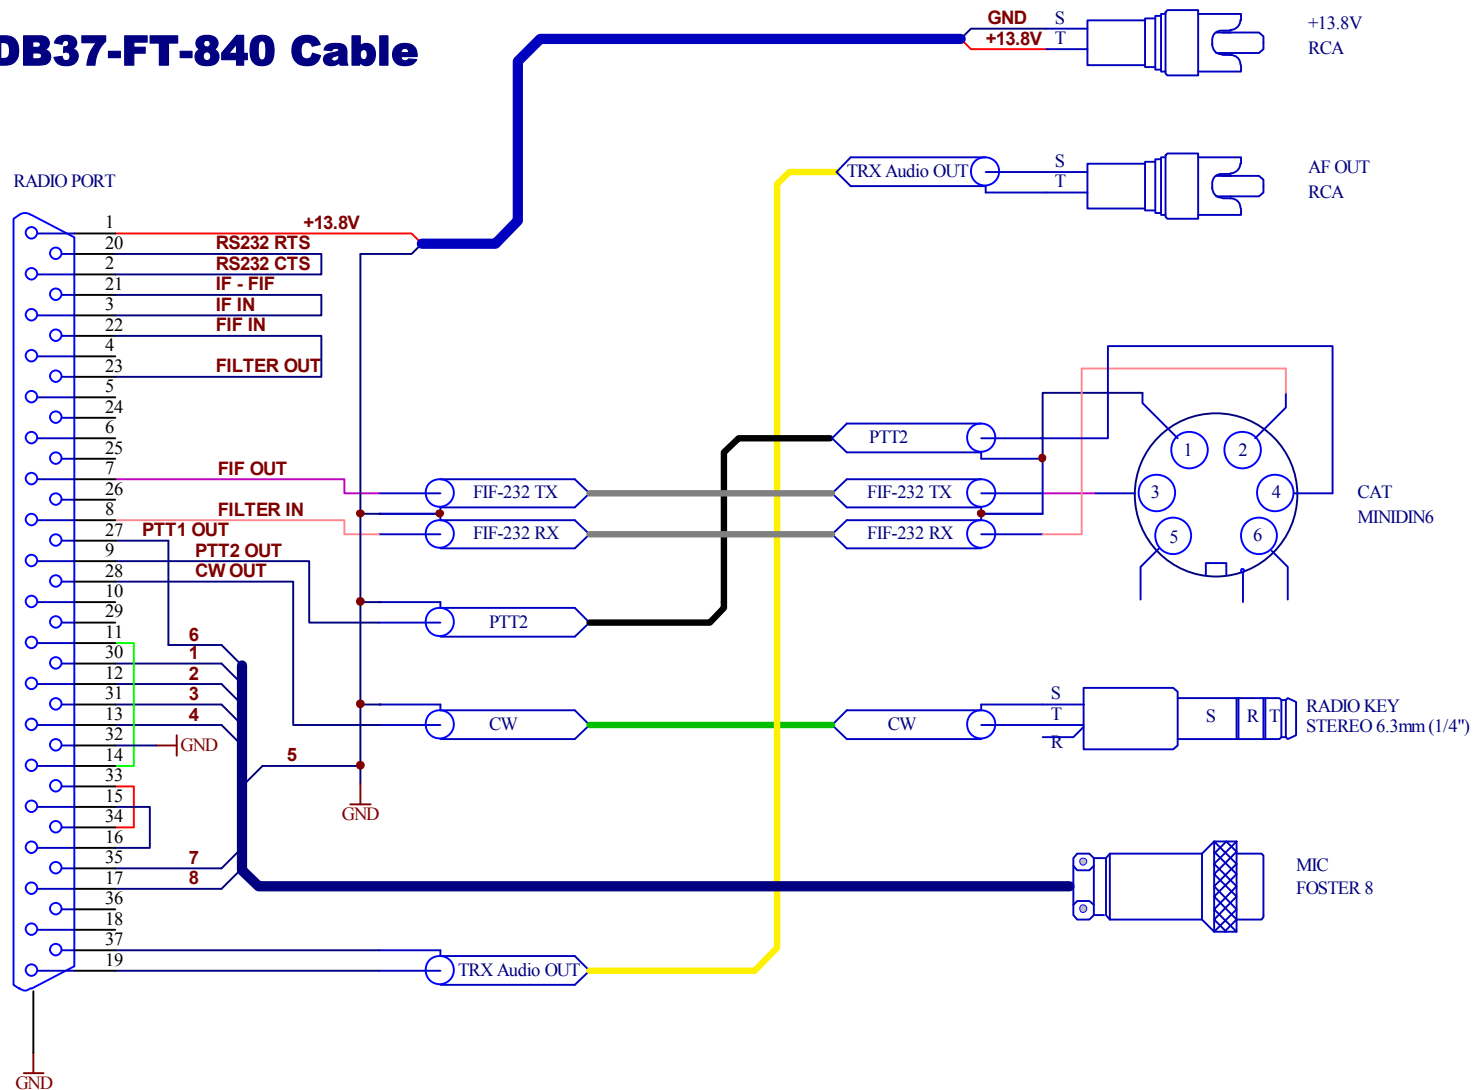 DB37-FT-840 Cable
GND
S
+13.8V
T
+13.8V
RCA
TRX Audio OUT
S
T
AF OUT
RCA
RADIO PORT
1
+13.8V
20
RS232 RTS
2
RS232 CTS
21
IF - FIF
3
IF IN
22
FIF IN
4
23
FILTER OUT
5
24
6
25
7
FIF OUT
26
8
FILTER IN
27
PTT1 OUT
9
PTT2 OUT
28
CW OUT
10
29
11
6
30
1
12
2
31
3
13
4
32
GND
14
5
33
15
34
16
35
7
17
8
36
18
37
19
GND
GND
FIF-232 TX
FIF-232 RX
PTT2
CW
TRX Audio OUT
PTT2
FIF-232 TX
FIF-232 RX
CW
1
2
3
4
5
6
CAT
MINIDIN6
S
T
R
S
R
T
RADIO KEY
STEREO 6.3mm (1/4")
MIC
FOSTER 8